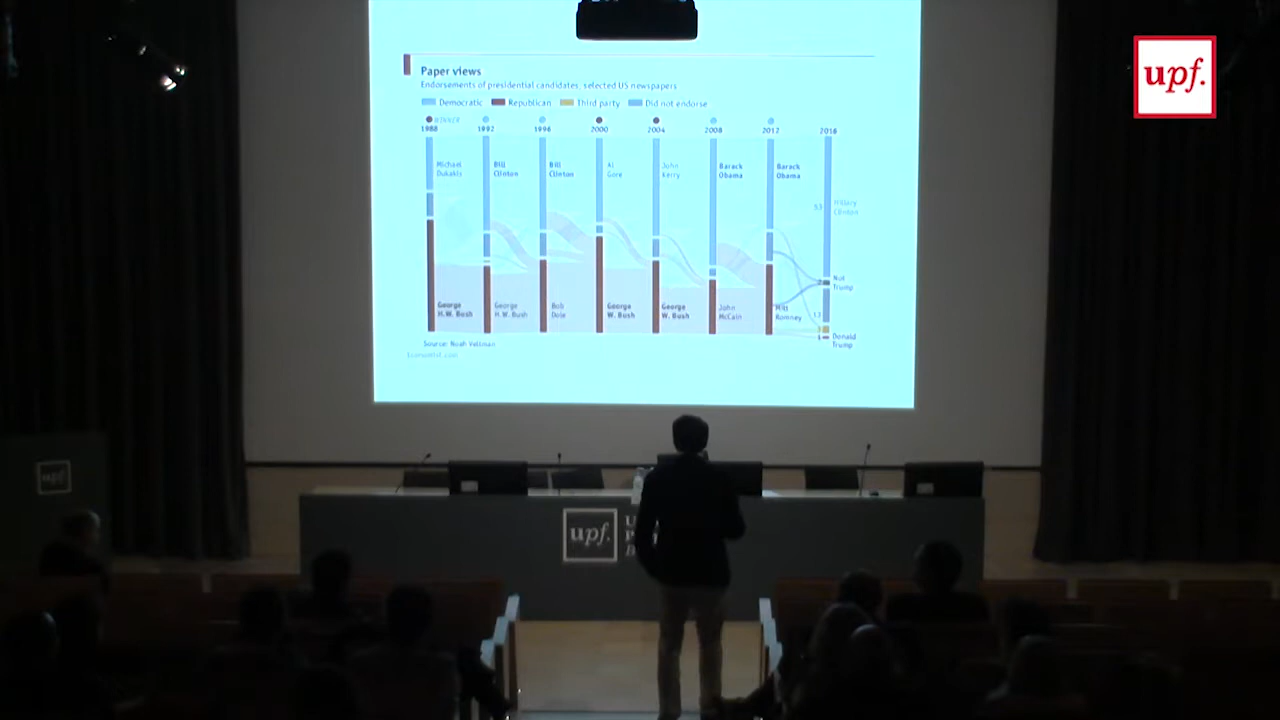 upf.
Paper views
Endorsements of presidential candidates, selected US newspapers
Democratic Republican Third party Did not endorse
WINNER
1988 1992 1996 2000 2004 2008 2012 2016
Michael Dukakis
Bill Clinton
Bill Clinton
Al Gore
John Kerry
Barack Obama
Barack Obama
Hillary Clinton
Not Trump
George H.W. Bush
George H.W. Bush
Bob Dole
George W. Bush
George W. Bush
John McCain
Mitt Romney
Donald Trump
Source: Noah Veltman
Economist.com
upf.
upf.